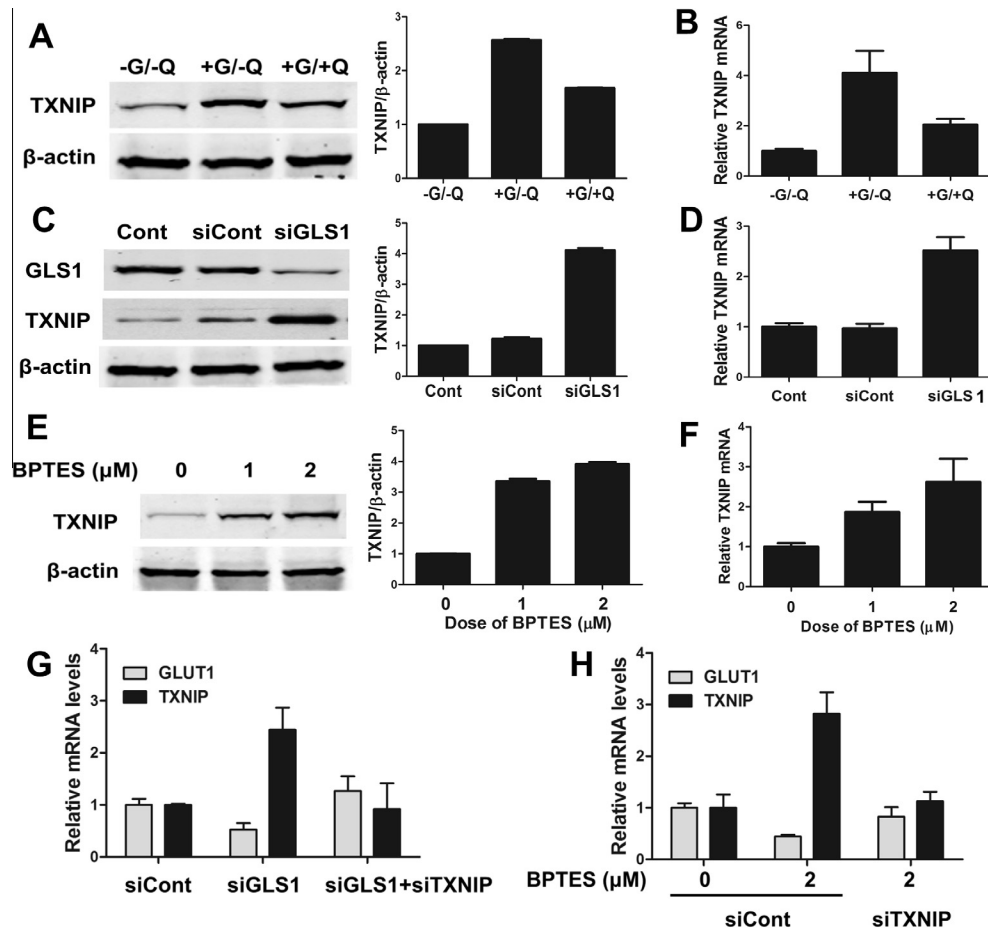 A
-G/-Q +G/-Q +G/+Q
TXNIP
β-actin
TXNIP/β-actin
3
2
1
0
-G/-Q +G/-Q +G/+Q
B
Relative TXNIP mRNA
6
4
2
0
-G/-Q +G/-Q +G/+Q
C
Cont siCont siGLS1
GLS1
TXNIP
β-actin
TXNIP/β-actin
5
4
3
2
1
0
Cont siCont siGLS1
D
Relative TXNIP mRNA
3
2
1
0
Cont siCont siGLS1
E
BPTES (μM) 0 1 2
TXNIP
β-actin
TXNIP/β-actin
5
4
3
2
1
0
0 1 2
Dose of BPTES (μM)
F
Relative TXNIP mRNA
4
3
2
1
0
0 1 2
Dose of BPTES (μM)
G
Relative mRNA levels
4
3
2
1
0
GLUT1
TXNIP
siCont siGLS1 siGLS1+siTXNIP
H
Relative mRNA levels
4
3
2
1
0
GLUT1
TXNIP
BPTES (μM) 0 2 2
siCont siTXNIP